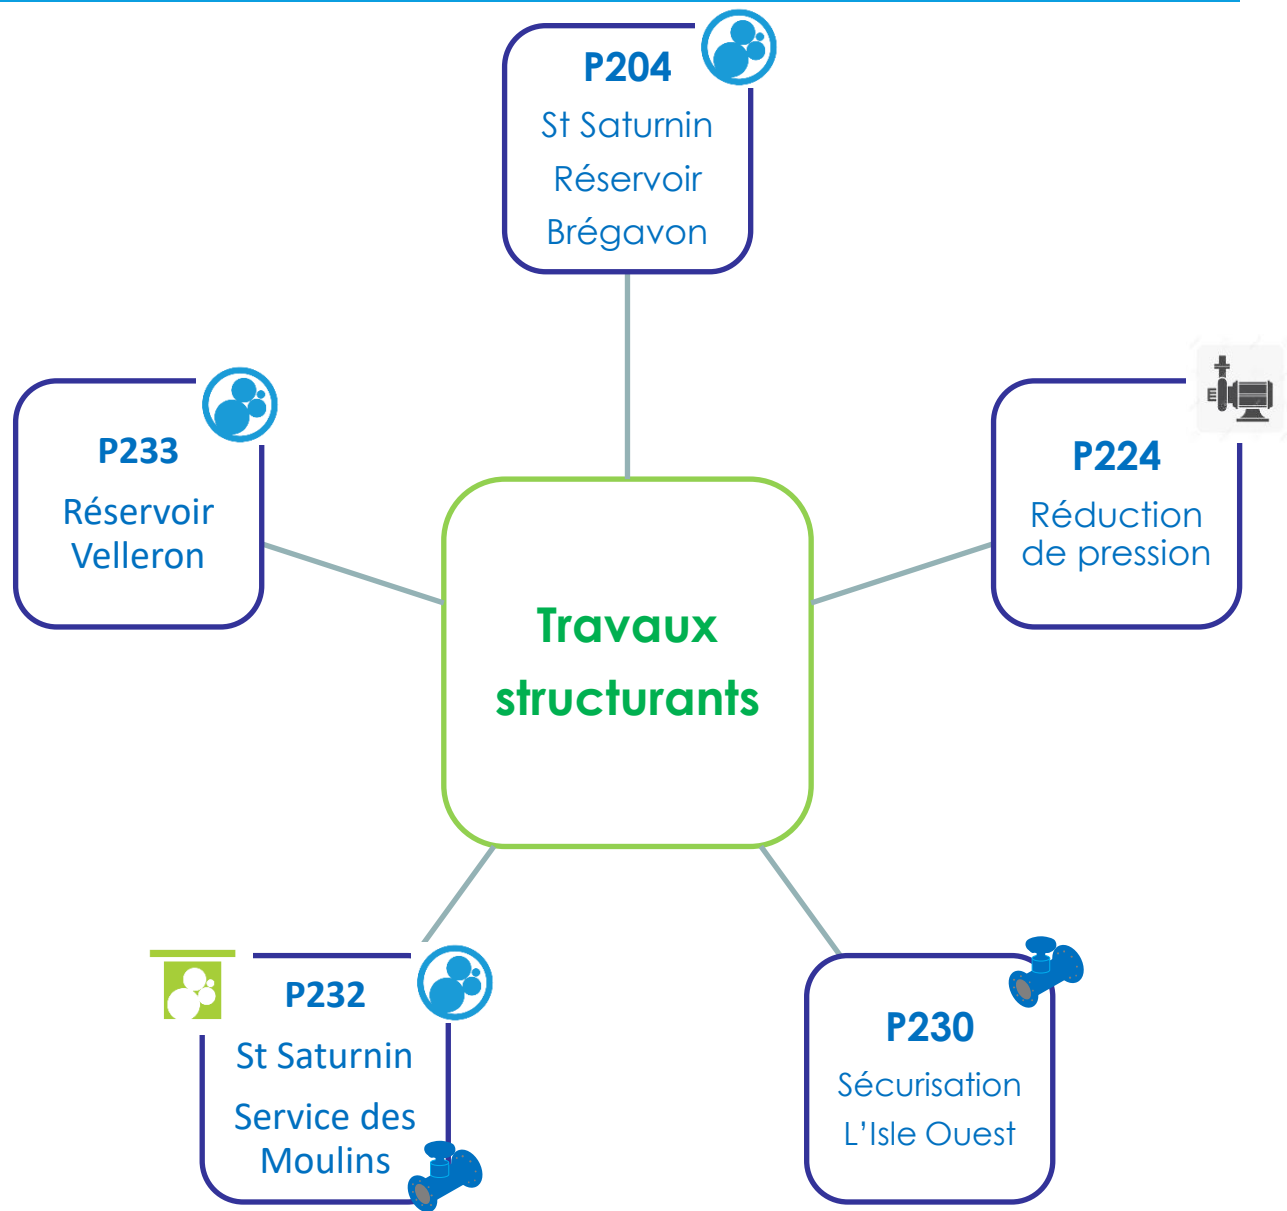 P204
St Saturnin
Réservoir
Brégavon
P233
Réservoir
Velleron
P224
Réduction
de pression
Travaux
structurants
P232
St Saturnin
Service des
Moulins
P230
Sécurisation
L'Isle Ouest